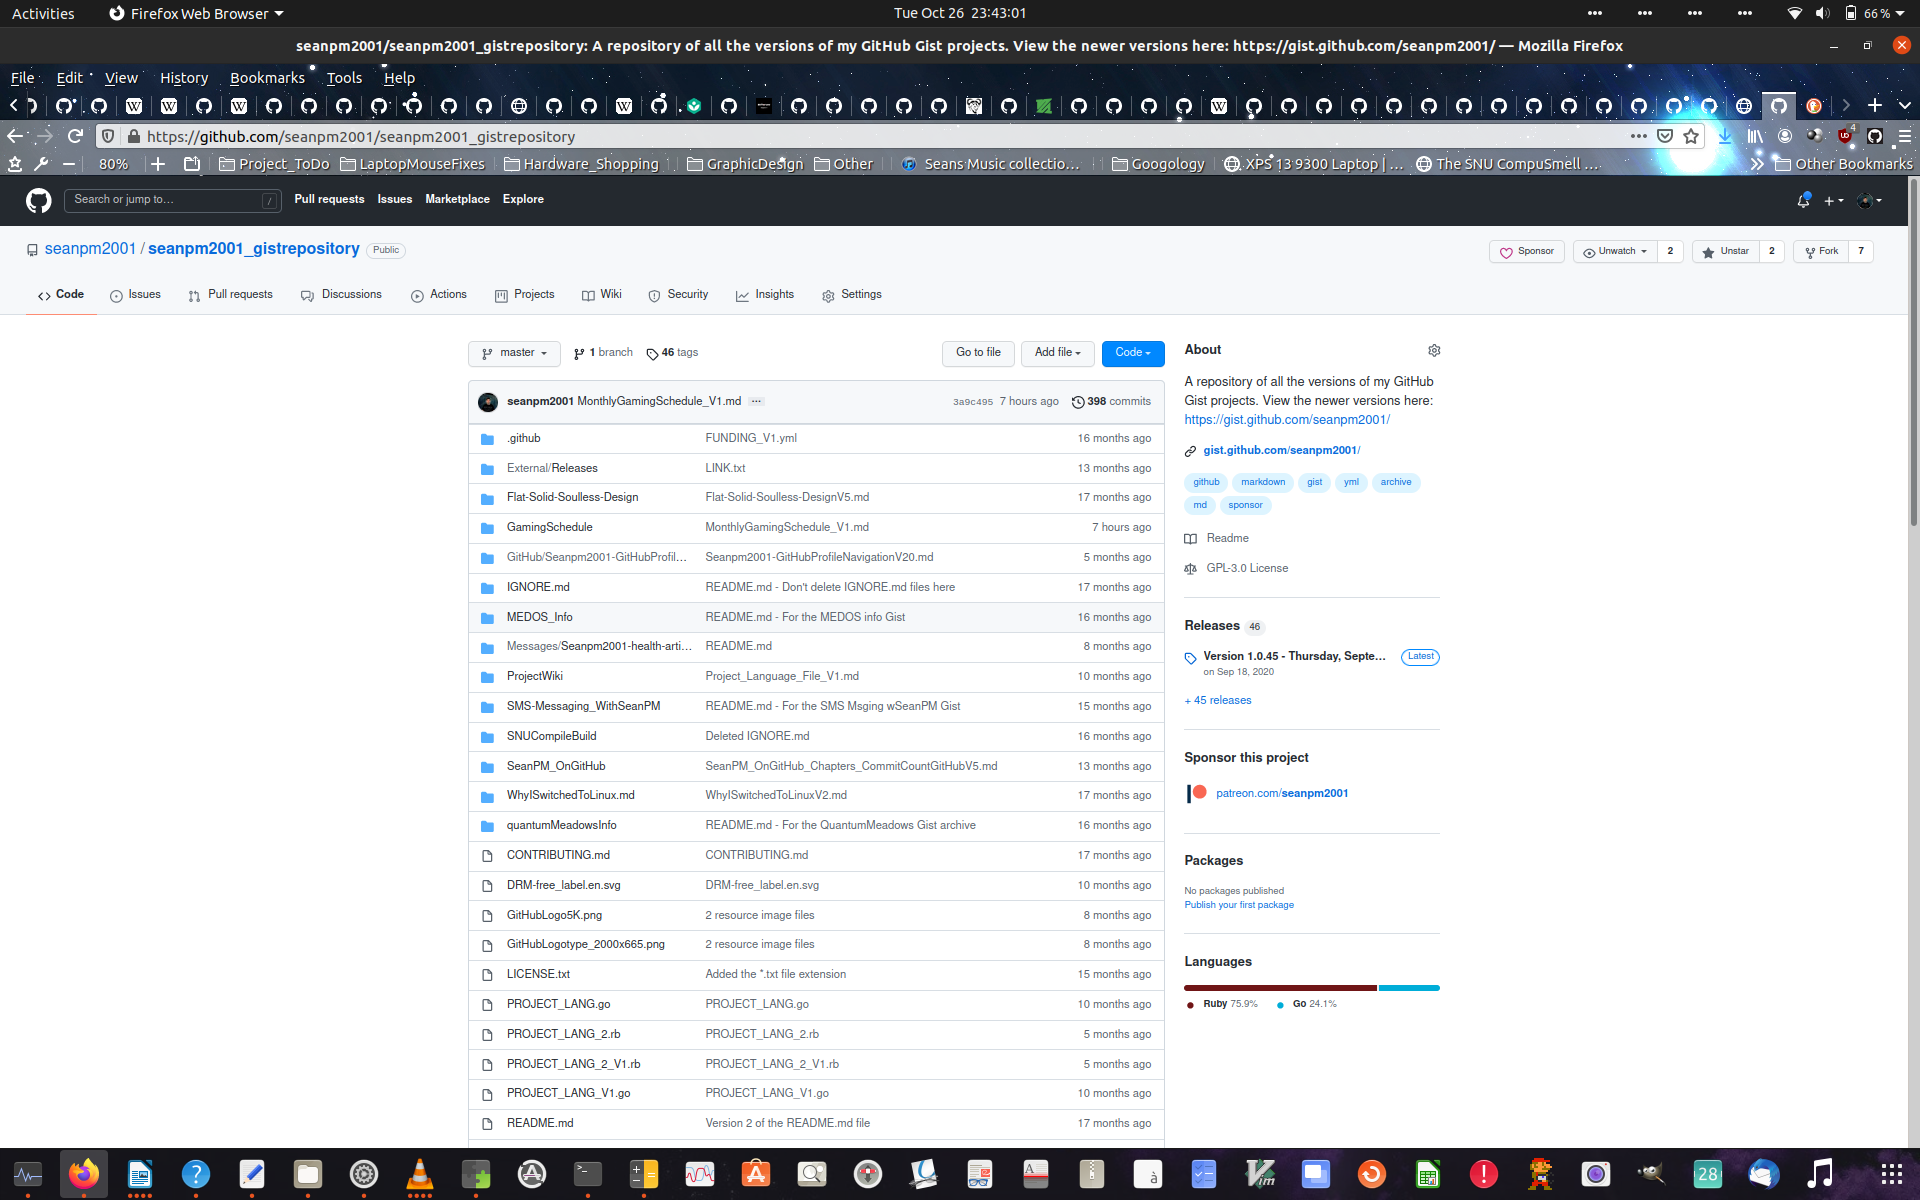 Activities Firefox Web Browser Tue Oct 26 23:43:01 66%
seanpm2001/seanpm2001_gistrepository: A repository of all the versions of my GitHub Gist projects. View the newer versions here: https://gist.github.com/seanpm2001/ — Mozilla Firefox
File Edit View History Bookmarks Tools Help
https://github.com/seanpm2001/seanpm2001_gistrepository 4
80% Project_ToDo LaptopMouseFixes Hardware_Shopping GraphicDesign Other Seans Music collectio… Googology XPS 13 9300 Laptop | … The SNU CompuSmell … Other Bookmarks
Search or jump to… / Pull requests Issues Marketplace Explore
seanpm2001 / seanpm2001_gistrepository Public Sponsor Unwatch 2 Unstar 2 Fork 7
Code Issues Pull requests Discussions Actions Projects Wiki Security Insights Settings
master 1 branch 46 tags Go to file Add file Code
seanpm2001 MonthlyGamingSchedule_V1.md ... 3a9c495 7 hours ago 398 commits
.github FUNDING_V1.yml 16 months ago
External/Releases LINK.txt 13 months ago
Flat-Solid-Soulless-Design Flat-Solid-Soulless-DesignV5.md 17 months ago
GamingSchedule MonthlyGamingSchedule_V1.md 7 hours ago
GitHub/Seanpm2001-GitHubProfil… Seanpm2001-GitHubProfileNavigationV20.md 5 months ago
IGNORE.md README.md - Don't delete IGNORE.md files here 17 months ago
MEDOS_Info README.md - For the MEDOS info Gist 16 months ago
Messages/Seanpm2001-health-arti… README.md 8 months ago
ProjectWiki Project_Language_File_V1.md 10 months ago
SMS-Messaging_WithSeanPM README.md - For the SMS Msging wSeanPM Gist 15 months ago
SNUCompileBuild Deleted IGNORE.md 16 months ago
SeanPM_OnGitHub SeanPM_OnGitHub_Chapters_CommitCountGitHubV5.md 13 months ago
WhyISwitchedToLinux.md WhyISwitchedToLinuxV2.md 17 months ago
quantumMeadowsInfo README.md - For the QuantumMeadows Gist archive 16 months ago
CONTRIBUTING.md CONTRIBUTING.md 17 months ago
DRM-free_label.en.svg DRM-free_label.en.svg 10 months ago
GitHubLogo5K.png 2 resource image files 8 months ago
GitHubLogotype_2000x665.png 2 resource image files 8 months ago
LICENSE.txt Added the *.txt file extension 15 months ago
PROJECT_LANG.go PROJECT_LANG.go 10 months ago
PROJECT_LANG_2.rb PROJECT_LANG_2.rb 5 months ago
PROJECT_LANG_2_V1.rb PROJECT_LANG_2_V1.rb 5 months ago
PROJECT_LANG_V1.go PROJECT_LANG_V1.go 10 months ago
README.md Version 2 of the README.md file 17 months ago
About
A repository of all the versions of my GitHub
Gist projects. View the newer versions here:
https://gist.github.com/seanpm2001/
gist.github.com/seanpm2001/
github markdown gist yml archive
md sponsor
Readme
GPL-3.0 License
Releases 46
Version 1.0.45 - Thursday, Septe… Latest
on Sep 18, 2020
+ 45 releases
Sponsor this project
patreon.com/seanpm2001
Packages
No packages published
Publish your first package
Languages
Ruby 75.9% Go 24.1%
28